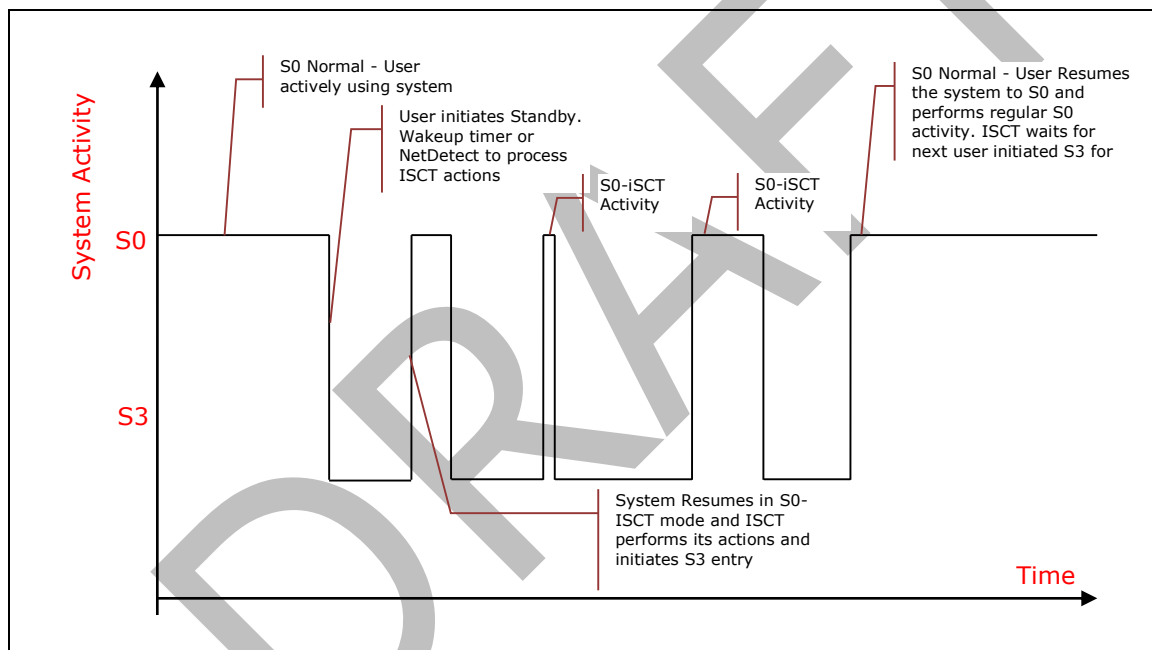 S0 Normal - User
actively using system
User initiates Standby.
Wakeup timer or
NetDetect to process
ISCT actions
S0-iSCT
Activity
S0-iSCT
Activity
S0 Normal - User Resumes
the system to S0 and
performs regular S0
activity. ISCT waits for
next user initiated S3 for
System Activity
S0
S3
System Resumes in S0-
ISCT mode and ISCT
performs its actions and
initiates S3 entry
Time
DRAF